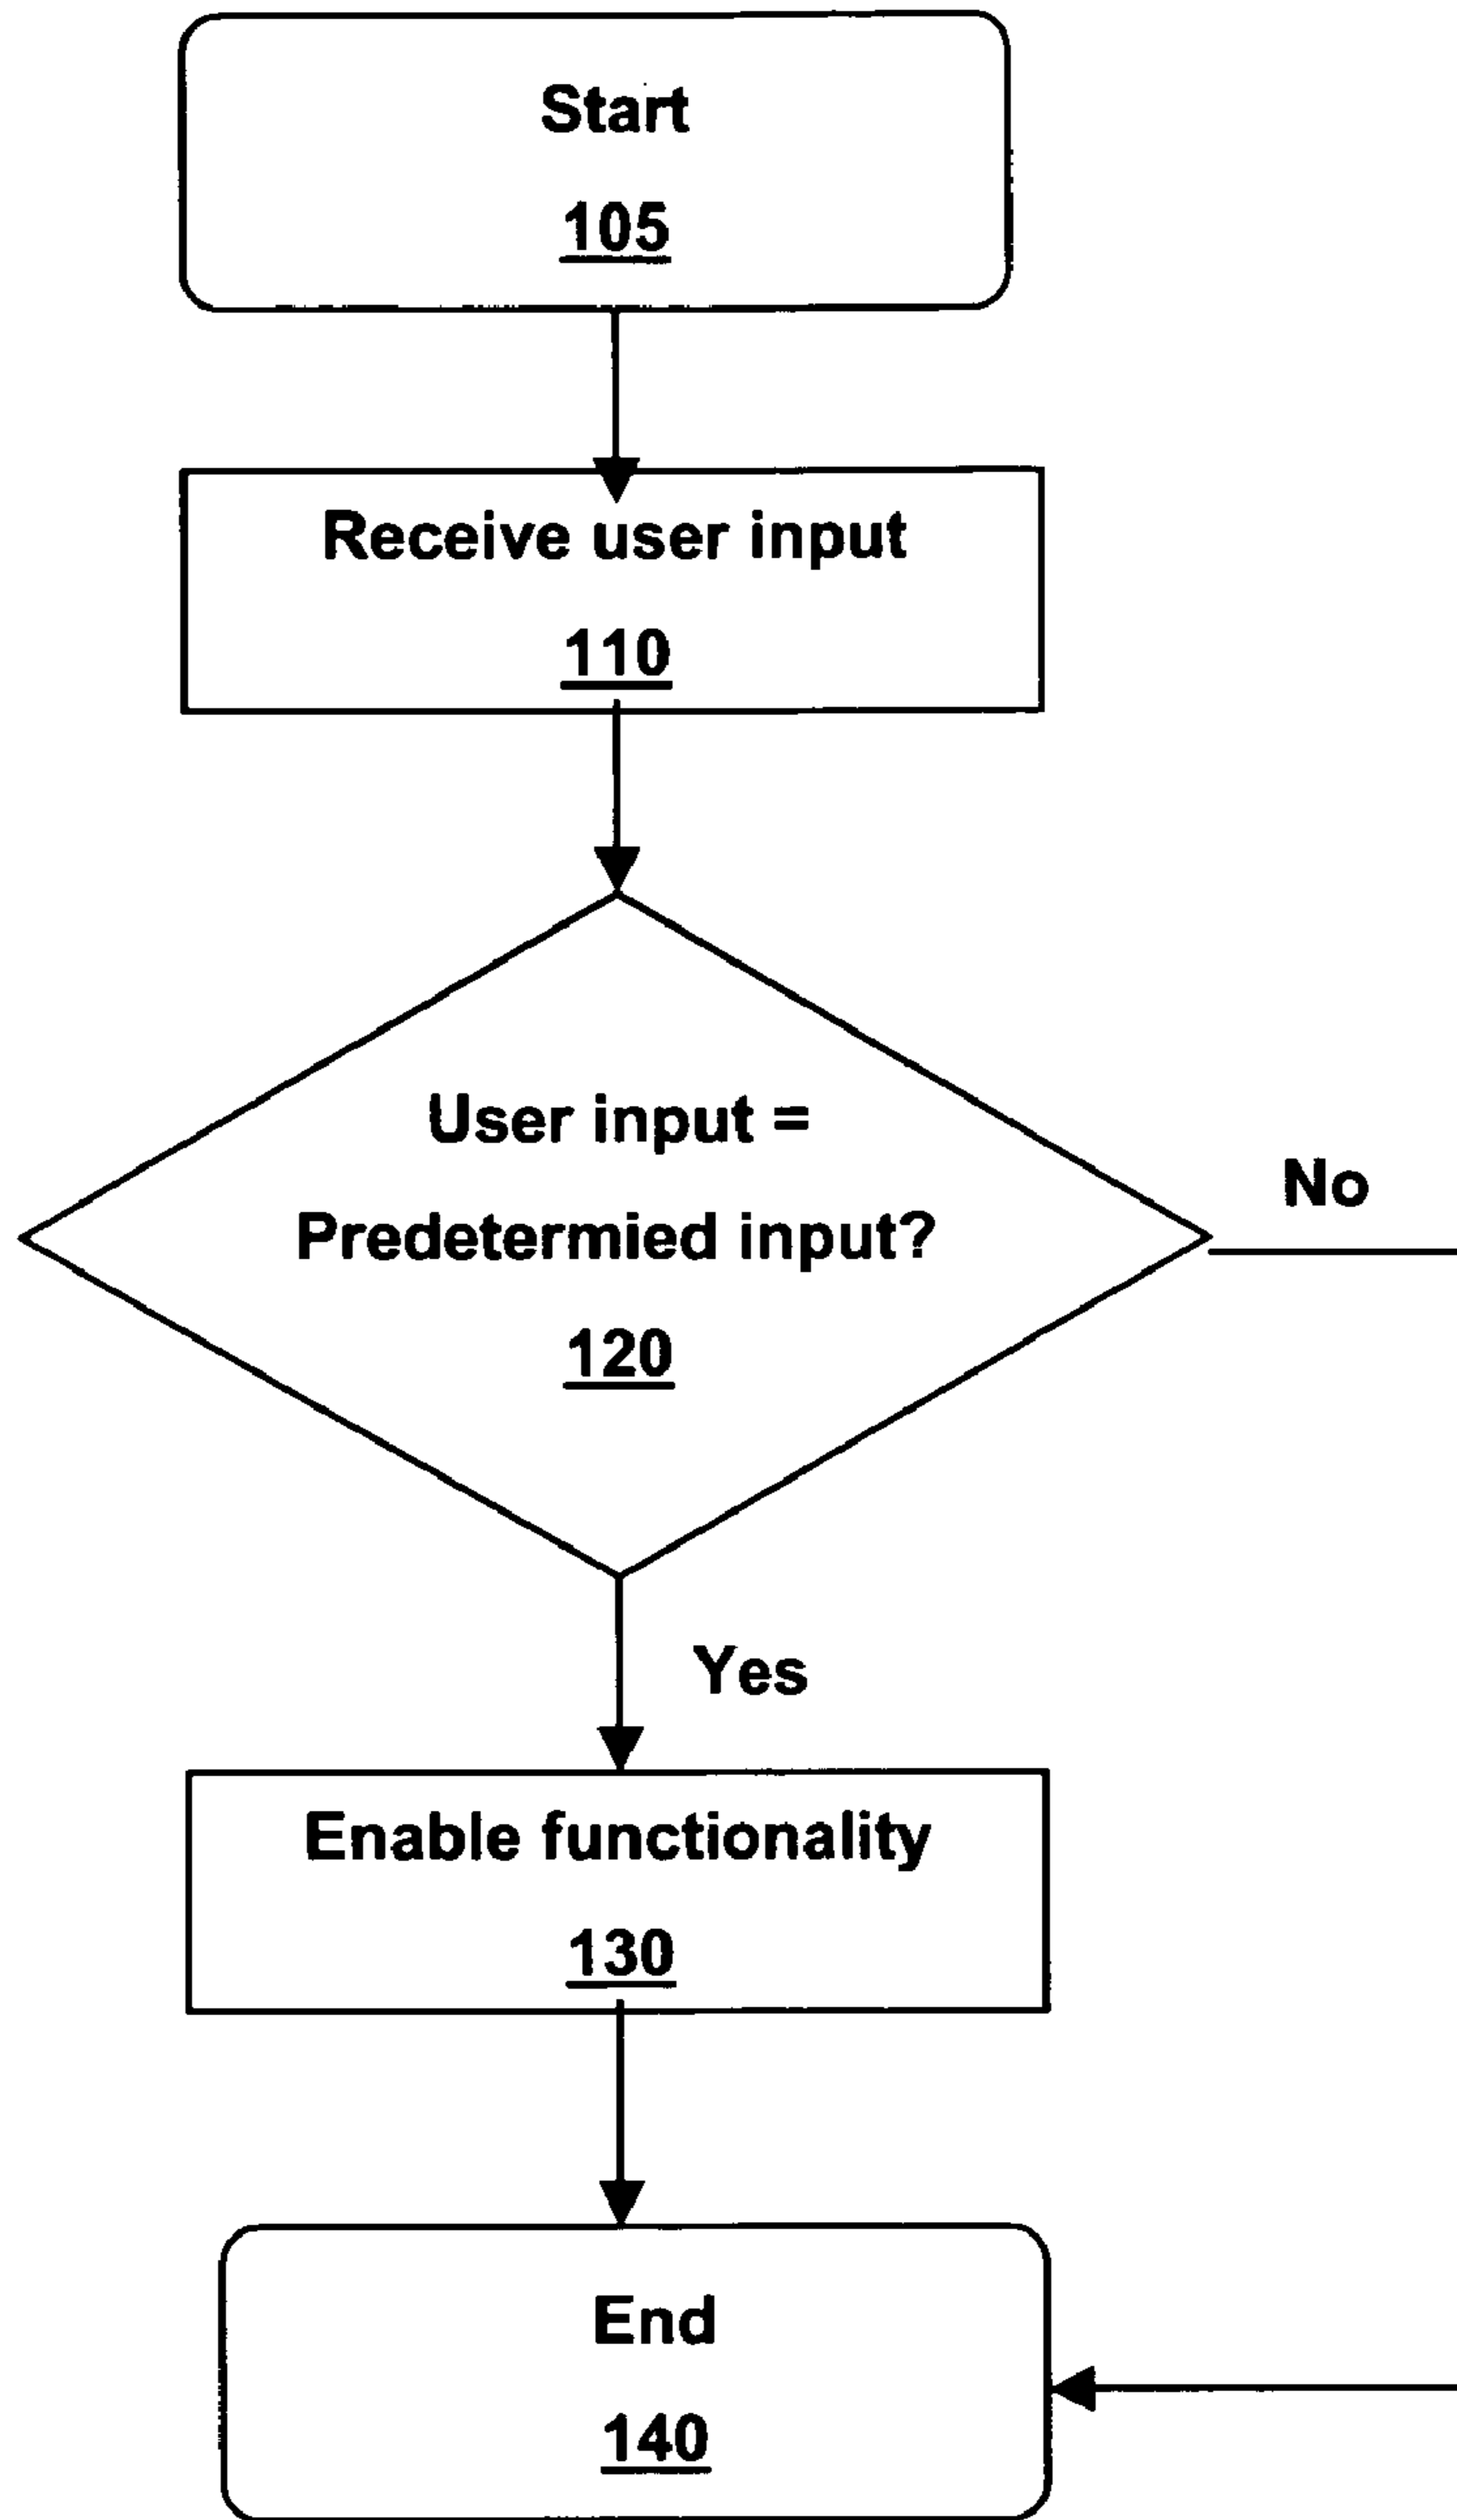 Start
105
Receive user input
110
User input =
Predetermied input?
120
No
Yes
Enable functionality
130
End
140